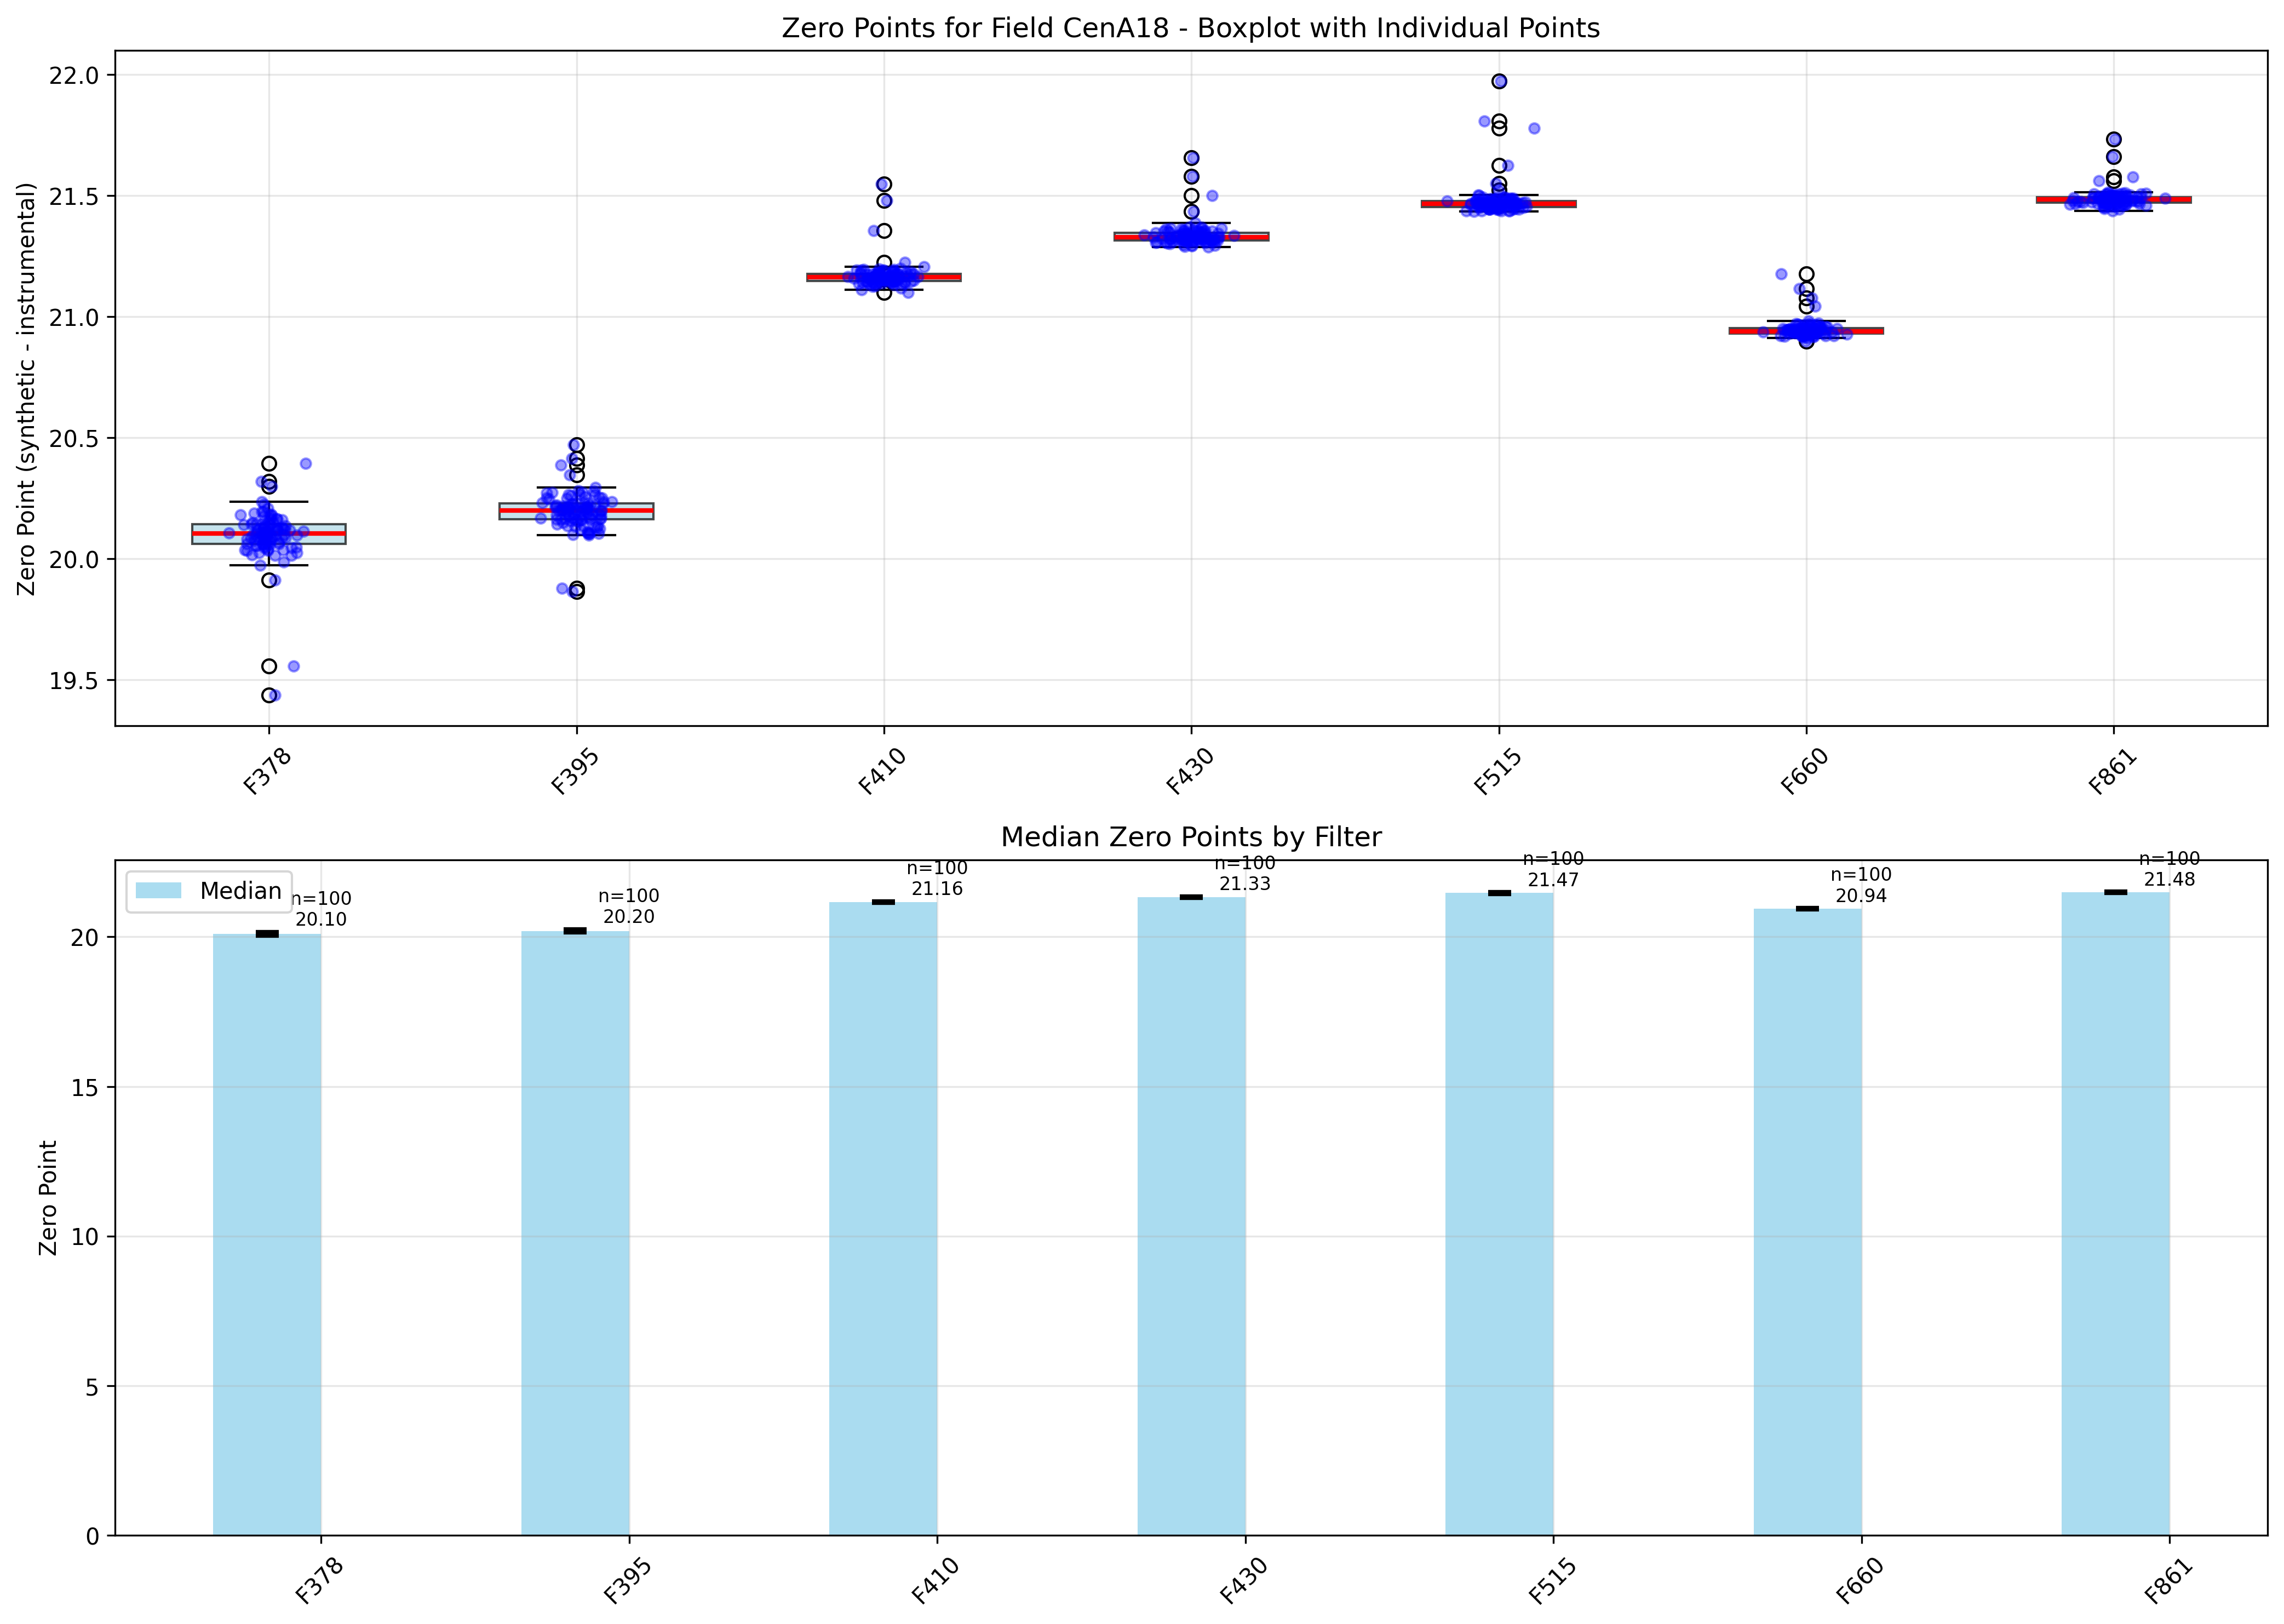 Zero Points for Field CenA18 - Boxplot with Individual Points
Zero Point (synthetic - instrumental)
22.0
21.5
21.0
20.5
20.0
19.5
F378
F395
F410
F430
F515
F660
F861
Median Zero Points by Filter
Zero Point
20
15
10
5
0
Median
n=100
20.10
n=100
20.20
n=100
21.16
n=100
21.33
n=100
21.47
n=100
20.94
n=100
21.48
F378
F395
F410
F430
F515
F660
F861